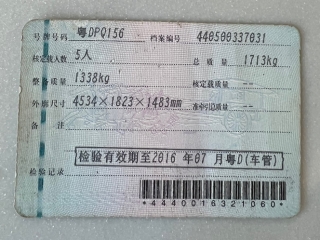 号牌号码 粤DPQ156 档案编号 440500337031
核定载人数 5人 总质量 1713kg
整备质量 1338kg 核定载质量 --
外廓尺寸 4534×1823×1483mm 准牵引总质量 --
备注
检验有效期至2016 年07 月粤D(车管)
检验记录
*4440016321060*